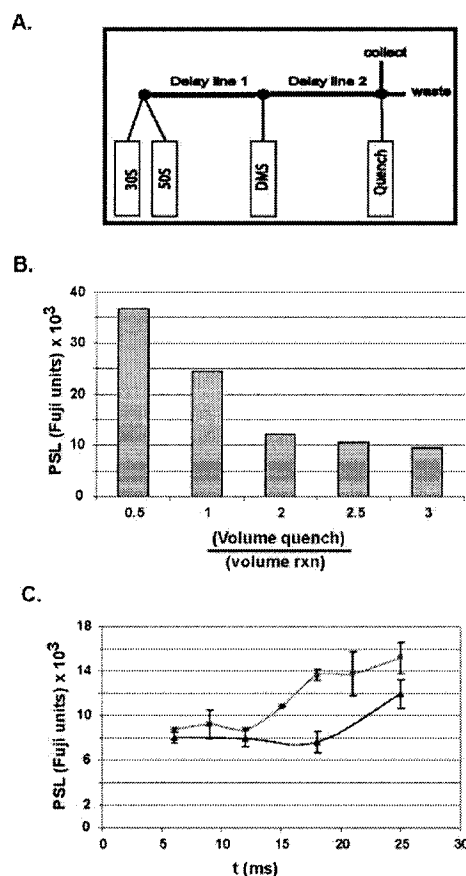 A.
collect
Delay line 1
Delay line 2
waste
30S
50S
DMS
Quench
B.
PSL (Fuji units) x 10³
40
30
20
10
0
0.5
1
2
2.5
3
(Volume quench)
(volume rxn)
C.
PSL (Fuji units) x 10³
18
14
10
6
2
0
0
5
10
15
20
25
30
t (ms)